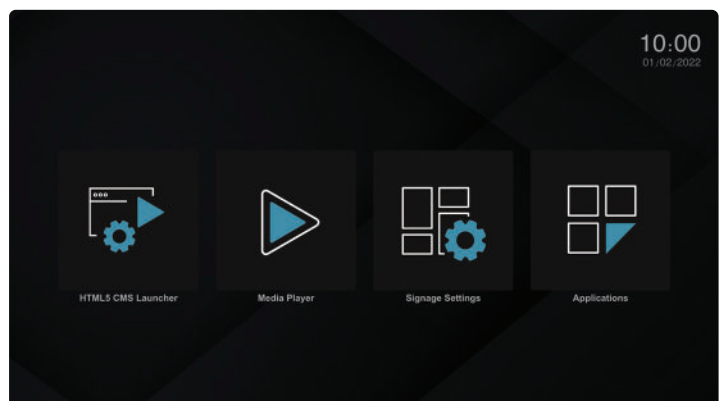 10:00
01/02/2022
HTML5 CMS Launcher
Media Player
Signage Settings
Applications